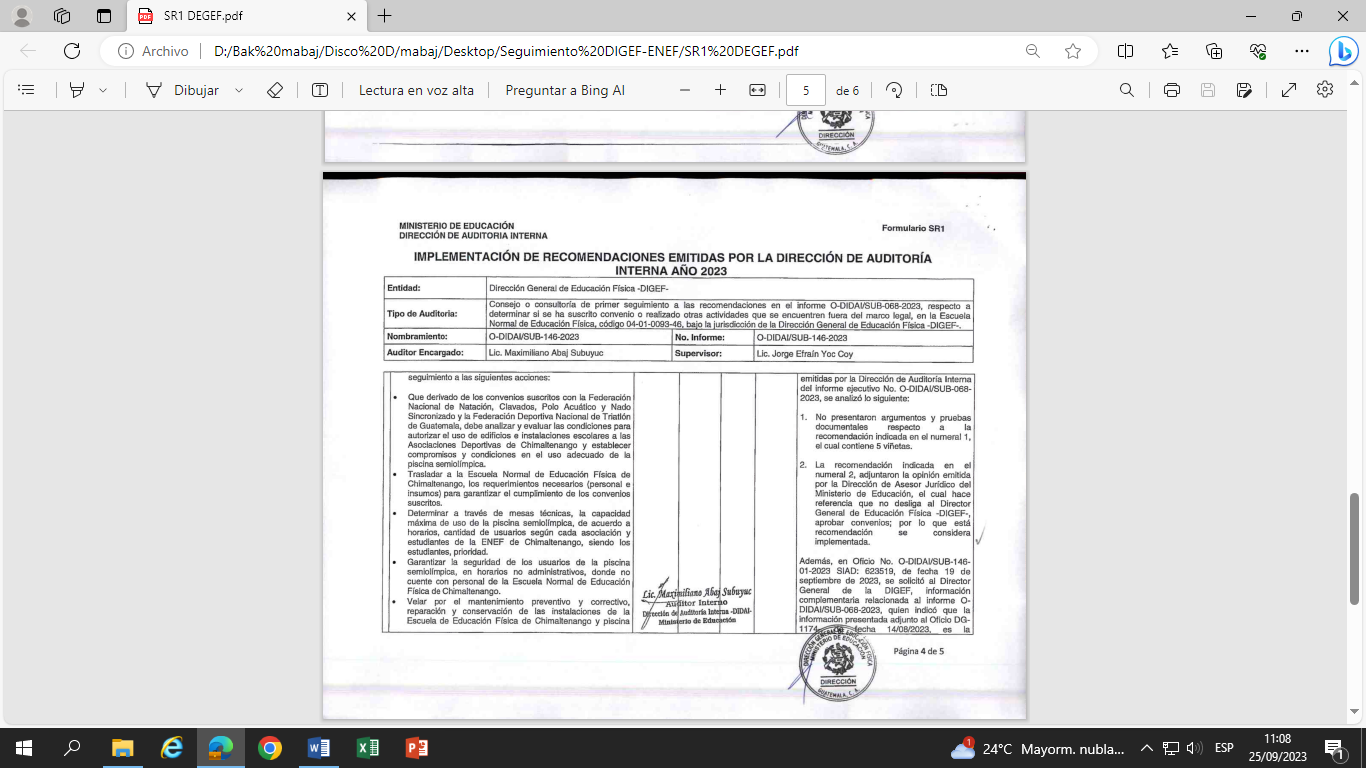 SR1 DEGEF.pdf
Archivo
D:/Bak%20mabaj/Disco%20D/mabaj/Desktop/Seguimiento%20DIGEF-ENEF/SR1%20DEGEF.pdf
Dibujar
Lectura en voz alta
Preguntar a Bing AI
5
de 6
DIRECCIÓN
GUATEMALA, C. A.
MINISTERIO DE EDUCACIÓN
DIRECCIÓN DE AUDITORIA INTERNA
Formulario SR1
IMPLEMENTACIÓN DE RECOMENDACIONES EMITIDAS POR LA DIRECCIÓN DE AUDITORÍA
INTERNA AÑO 2023
Entidad:
Dirección General de Educación Física -DIGEF-
Tipo de Auditoria:
Consejo o consultoría de primer seguimiento a las recomendaciones en el informe O-DIDAI/SUB-068-2023, respecto a
determinar si se ha suscrito convenio o realizado otras actividades que se encuentren fuera del marco legal, en la Escuela
Normal de Educación Física, código 04-01-0093-46, bajo la jurisdicción de la Dirección General de Educación Física -DIGEF-.
Nombramiento:
O-DIDAI/SUB-146-2023
No. Informe:
O-DIDAI/SUB-146-2023
Auditor Encargado:
Lic. Maximiliano Abaj Subuyuc
Supervisor:
Lic. Jorge Efraín Yoc Coy
seguimiento a las siguientes acciones:
• Que derivado de los convenios suscritos con la Federación
Nacional de Natación, Clavados, Polo Acuático y Nado
Sincronizado y la Federación Deportiva Nacional de Triatlón
de Guatemala, debe analizar y evaluar las condiciones para
autorizar el uso de edificios e instalaciones escolares a las
Asociaciones Deportivas de Chimaltenango y establecer
compromisos y condiciones en el uso adecuado de la
piscina semiolímpica.
• Trasladar a la Escuela Normal de Educación Física de
Chimaltenango, los requerimientos necesarios (personal e
insumos) para garantizar el cumplimiento de los convenios
suscritos.
• Determinar a través de mesas técnicas, la capacidad
máxima de uso de la piscina semiolímpica, de acuerdo a
horarios, cantidad de usuarios según cada asociación y
estudiantes de la ENEF de Chimaltenango, siendo los
estudiantes, prioridad.
• Garantizar la seguridad de los usuarios de la piscina
semiolímpica, en horarios no administrativos, donde no
cuente con personal de la Escuela Normal de Educación
Física de Chimaltenango.
• Velar por el mantenimiento preventivo y correctivo,
reparación y conservación de las instalaciones de la
Escuela de Educación Física de Chimaltenango y piscina
Lic. Maximiliano Abaj Subuyuc
Auditor Interno
Dirección de Auditoría Interna -DIDAI-
Ministerio de Educación
emitidas por la Dirección de Auditoría Interna
del informe ejecutivo No. O-DIDAI/SUB-068-
2023, se analizó lo siguiente:
1. No presentaron argumentos y pruebas
documentales respecto a la
recomendación indicada en el numeral 1,
el cual contiene 5 viñetas.
2. La recomendación indicada en el
numeral 2, adjuntaron la opinión emitida
por la Dirección de Asesor Jurídico del
Ministerio de Educación, el cual hace
referencia que no desliga al Director
General de Educación Física -DIGEF-,
aprobar convenios; por lo que está
recomendación se considera
implementada.
Además, en Oficio No. O-DIDAI/SUB-146-
01-2023 SIAD: 623519, de fecha 19 de
septiembre de 2023, se solicitó al Director
General de la DIGEF, información
complementaria relacionada al informe O-
DIDAI/SUB-068-2023, quien indicó que la
información presentada adjunto al Oficio DG-
1174 fecha 14/08/2023, es la
DIRECCIÓN GENERAL DE EDUCACIÓN FÍSICA
MINISTERIO DE EDUCACIÓN
DIRECCIÓN
GUATEMALA, C. A.
Página 4 de 5
1
24°C Mayorm. nubla...
ESP
11:08
25/09/2023
1